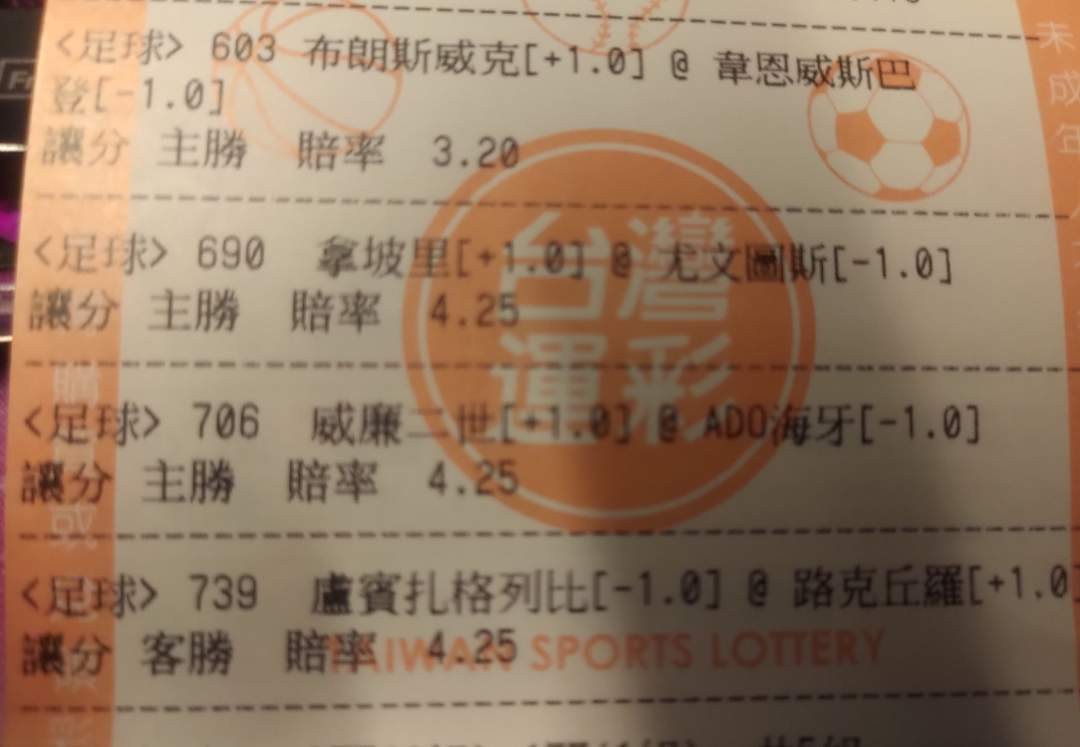 <足球> 603 布朗斯威克[+1.0] @ 韋恩威斯巴
登[-1.0]
讓分 主勝 賠率 3.20
<足球> 690 拿坡里[+1.0] @ 尤文圖斯[-1.0]
讓分 主勝 賠率 4.25
<足球> 706 威廉二世[+1.0] @ ADO海牙[-1.0]
讓分 主勝 賠率 4.25
<足球> 739 盧賓扎格列比[-1.0] @ 路克丘羅[+1.0]
讓分 客勝 賠率 4.25
台灣
運彩
TAIWAN SPORTS LOTTERY
未成年